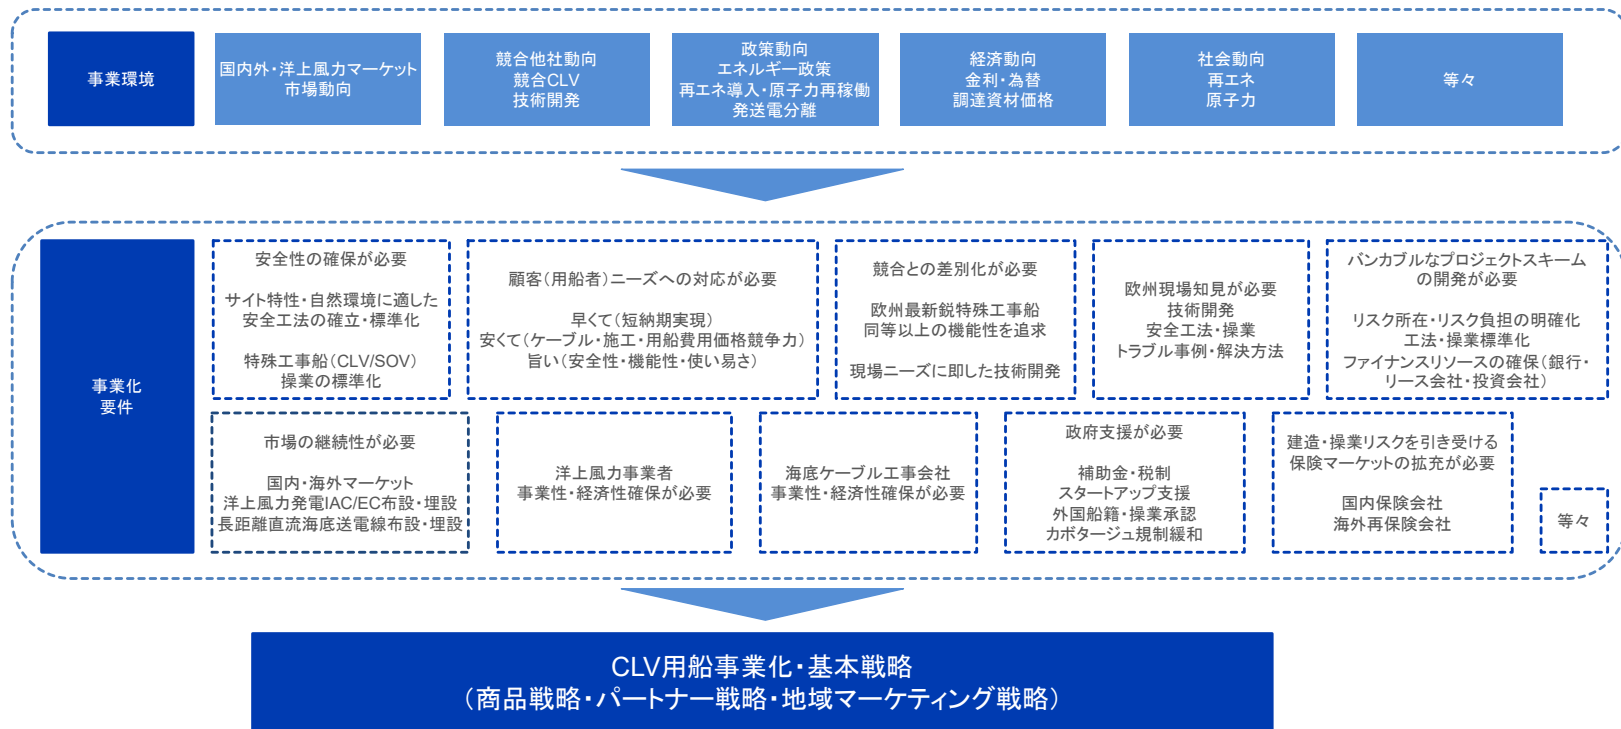 事業環境
国内外・洋上風力マーケット
市場動向
競合他社動向
競合CLV
技術開発
政策動向
エネルギー政策
再エネ導入・原子力再稼働
発送電分離
経済動向
金利・為替
調達資材価格
社会動向
再エネ
原子力
等々
事業化
要件
安全性の確保が必要
サイト特性・自然環境に適した
安全工法の確立・標準化
特殊工事船(CLV/SOV)
操業の標準化
顧客(用船者)ニーズへの対応が必要
早くて(短納期実現)
安くて(ケーブル・施工・用船費用価格競争力)
旨い(安全性・機能性・使い易さ)
競合との差別化が必要
欧州最新鋭特殊工事船
同等以上の機能性を追求
現場ニーズに即した技術開発
欧州現場知見が必要
技術開発
安全工法・操業
トラブル事例・解決方法
バンカブルなプロジェクトスキーム
の開発が必要
リスク所在・リスク負担の明確化
工法・操業標準化
ファイナンスリソースの確保(銀行・
リース会社・投資会社)
市場の継続性が必要
国内・海外マーケット
洋上風力発電IAC/EC布設・埋設
長距離直流海底送電線布設・埋設
洋上風力事業者
事業性・経済性確保が必要
海底ケーブル工事会社
事業性・経済性確保が必要
政府支援が必要
補助金・税制
スタートアップ支援
外国船籍・操業承認
カボタージュ規制緩和
建造・操業リスクを引き受ける
保険マーケットの拡充が必要
国内保険会社
海外再保険会社
等々
CLV用船事業化・基本戦略
(商品戦略・パートナー戦略・地域マーケティング戦略)